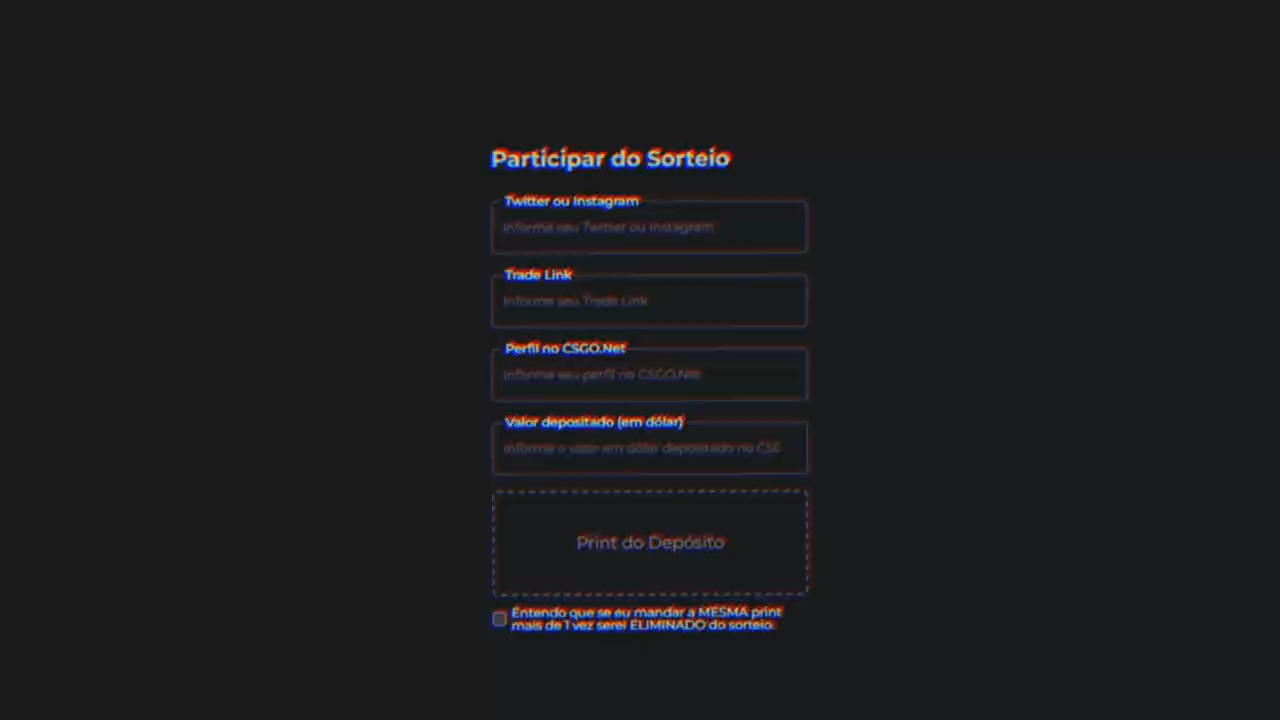 Participar do Sorteio
Twitter ou Instagram
Informe seu Twitter ou Instagram
Trade Link
Informe seu Trade Link
Perfil no CSGO.Net
Informe seu perfil no CSGO.Net
Valor depositado (em dólar)
Informe o valor em dólar depositado no CSG
Print do Depósito
Entendo que se eu mandar a MESMA print
mais de 1 vez serei ELIMINADO do sorteio.